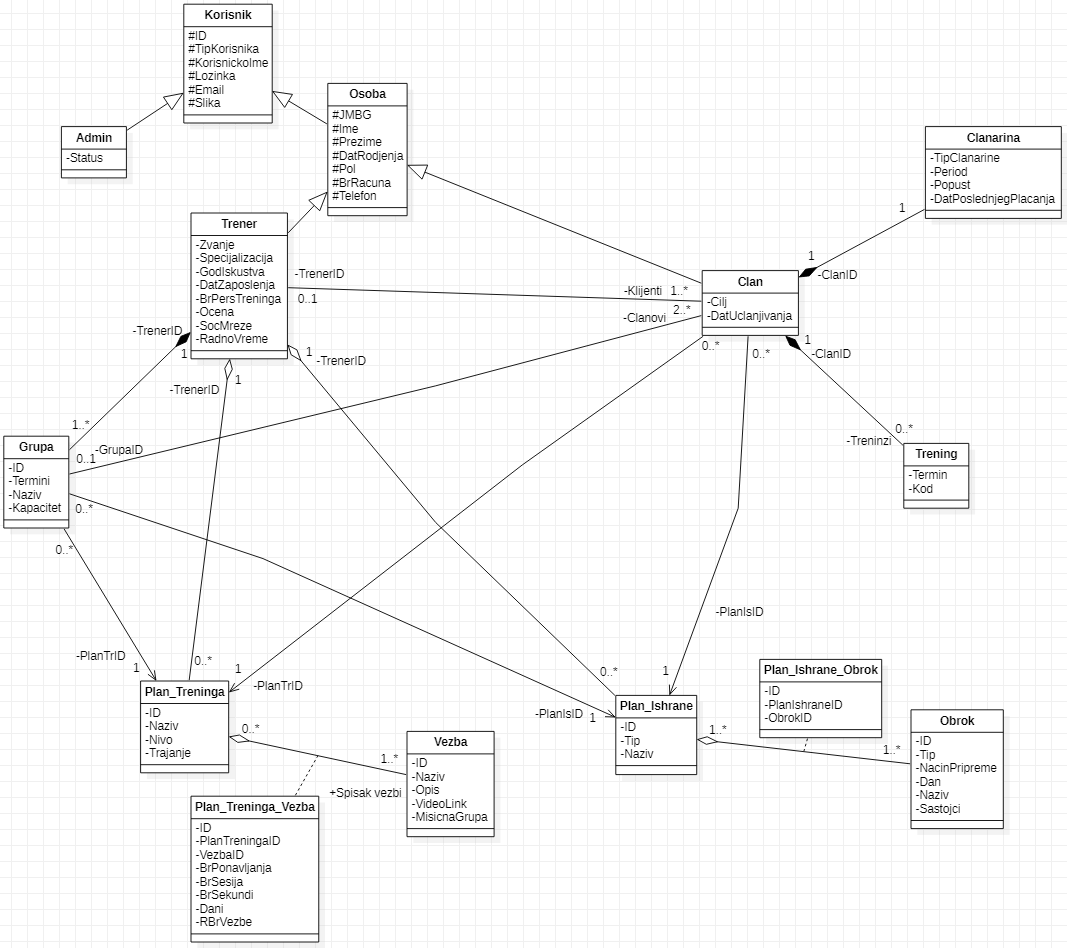 Korisnik
#ID
#TipKorisnika
#KorisnickoIme
#Lozinka
#Email
#Slika
Osoba
#JMBG
#Ime
#Prezime
#DatRodjenja
#Pol
#BrRacuna
#Telefon
Admin
-Status
Clanarina
-TipClanarine
-Period
-Popust
-DatPoslednjegPlacanja
1
1
-ClanID
Trener
-Zvanje
-Specijalizacija
-GodIskustva
-DatZaposlenja
-BrPersTreninga
-Ocena
-SocMreze
-RadnoVreme
-TrenerID
0..1
-Klijenti
1..*
-Clanovi
2..*
Clan
-Cilj
-DatUclanjivanja
-TrenerID
1
1
-TrenerID
-TrenerID
1
0..*
0..*
1
-ClanID
1..*
0..1
-GrupaID
0..*
-Treninzi
Grupa
-ID
-Termini
-Naziv
-Kapacitet
0..*
0..*
Trening
-Termin
-Kod
-PlanTrID
1
0..*
1
-PlanTrID
0..*
-PlanIsID
1
-PlanIsID
1
Plan_Treninga
-ID
-Naziv
-Nivo
-Trajanje
Plan_Ishrane
-ID
-Tip
-Naziv
Plan_Ishrane_Obrok
-ID
-PlanIshraneID
-ObrokID
1..*
1..*
Obrok
-ID
-Tip
-NacinPripreme
-Dan
-Naziv
-Sastojci
0..*
1..*
+Spisak vezbi
Vezba
-ID
-Naziv
-Opis
-VideoLink
-MisicnaGrupa
Plan_Treninga_Vezba
-ID
-PlanTreningaID
-VezbaID
-BrPonavljanja
-BrSesija
-BrSekundi
-Dani
-RBrVezbe